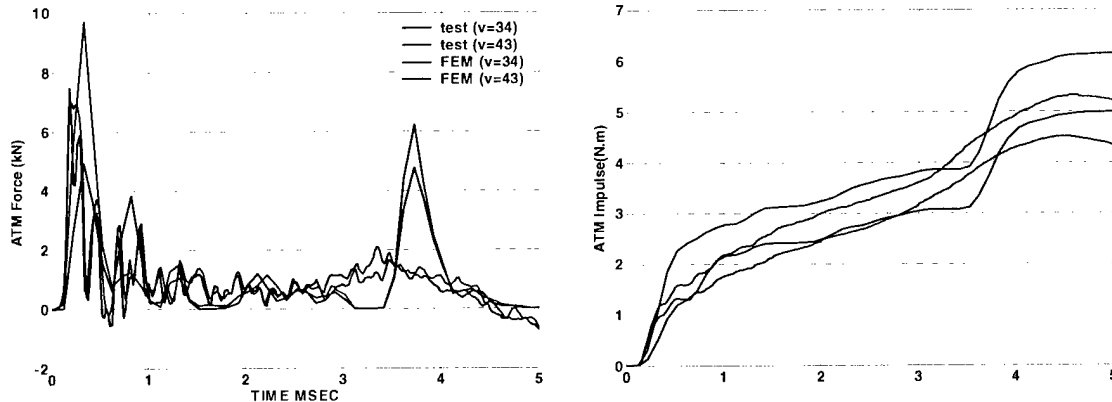 ATM Force (kN)
10
8
6
4
2
0
-2
test (v=34)
test (v=43)
FEM (v=34)
FEM (v=43)
0 1 2 3 4 5
TIME MSEC
ATM Impulse(N.m)
7
6
5
4
3
2
1
0
0 1 2 3 4 5